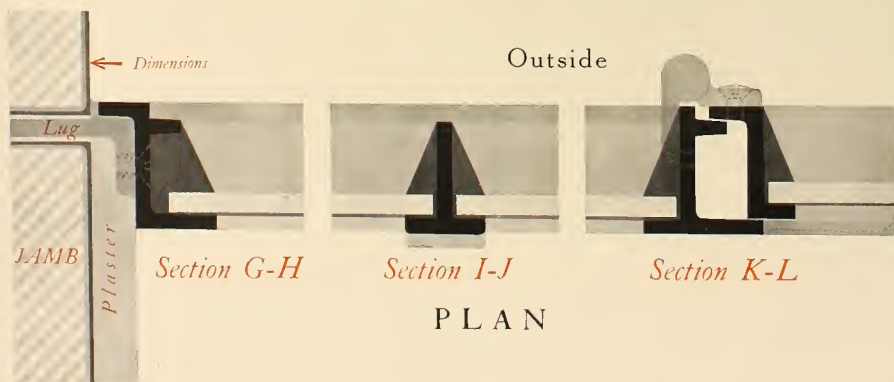 Outside
Dimensions
Lug
JAMB
Plaster
Section G-H
Section I-J
Section K-L
PLAN